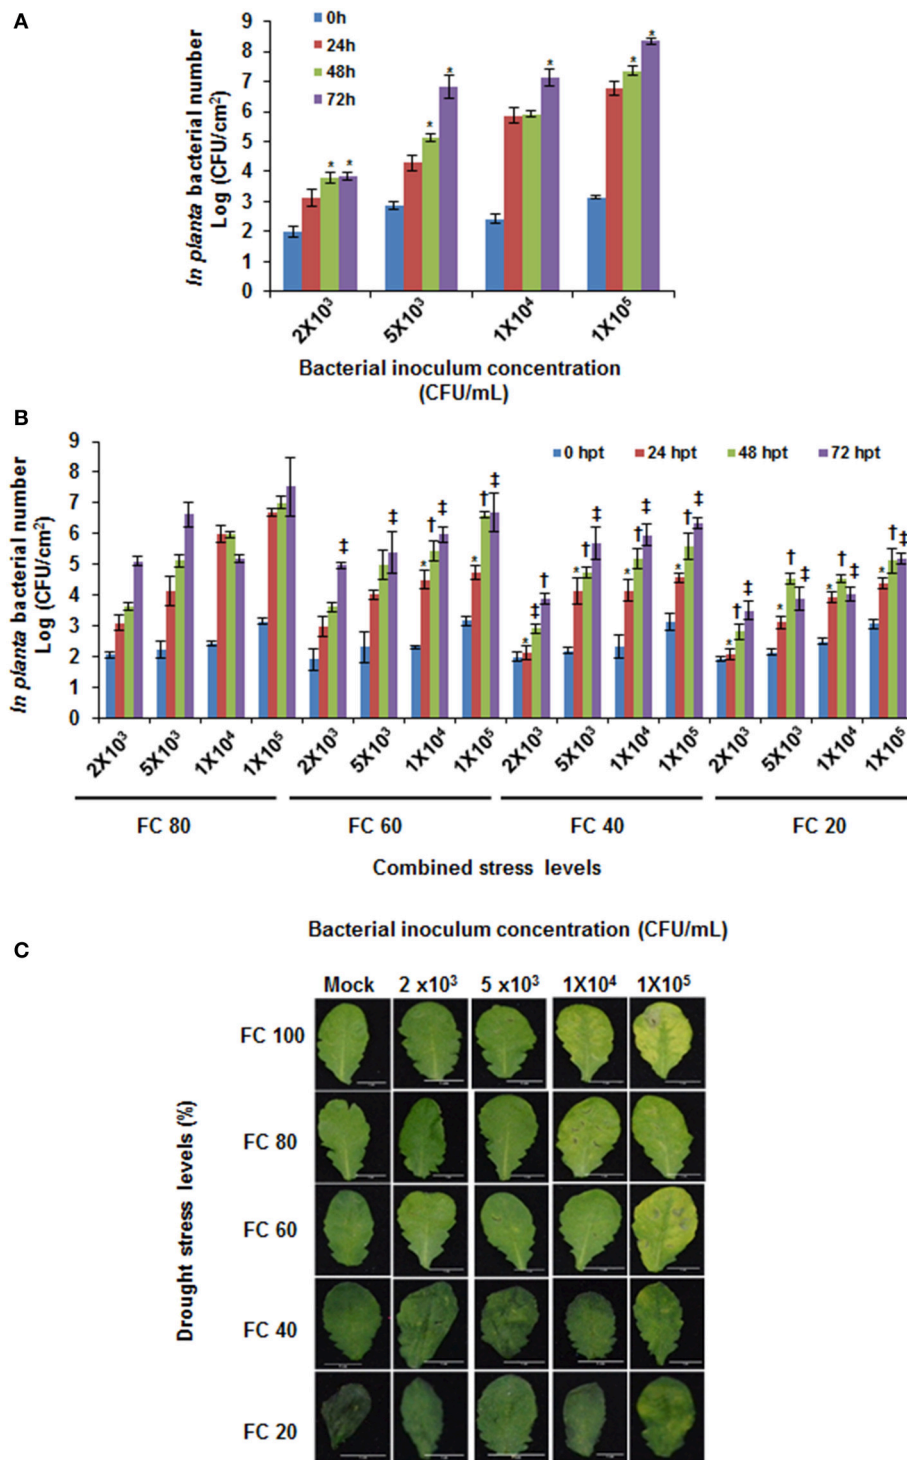 A
In planta bacterial number
Log (CFU/cm²)
9
8
7
6
5
4
3
2
1
0
0h
24h
48h
72h
* *
* *
*
* *
2X10³
5X10³
1X10⁴
1X10⁵
Bacterial inoculum concentration
(CFU/mL)
B
In planta bacterial number
Log (CFU/cm²)
9
8
7
6
5
4
3
2
1
0
0 hpt 24 hpt 48 hpt 72 hpt
‡
‡
* † ‡
* † ‡
* ‡ †
* † ‡
* † ‡
* † ‡
* † ‡
* † ‡
* † ‡
* † ‡
2X10³ 5X10³ 1X10⁴ 1X10⁵ 2X10³ 5X10³ 1X10⁴ 1X10⁵ 2X10³ 5X10³ 1X10⁴ 1X10⁵ 2X10³ 5X10³ 1X10⁴ 1X10⁵
FC 80 FC 60 FC 40 FC 20
Combined stress levels
C
Bacterial inoculum concentration (CFU/mL)
Mock 2 x10³ 5 x10³ 1X10⁴ 1X10⁵
Drought stress levels (%)
FC 100
FC 80
FC 60
FC 40
FC 20